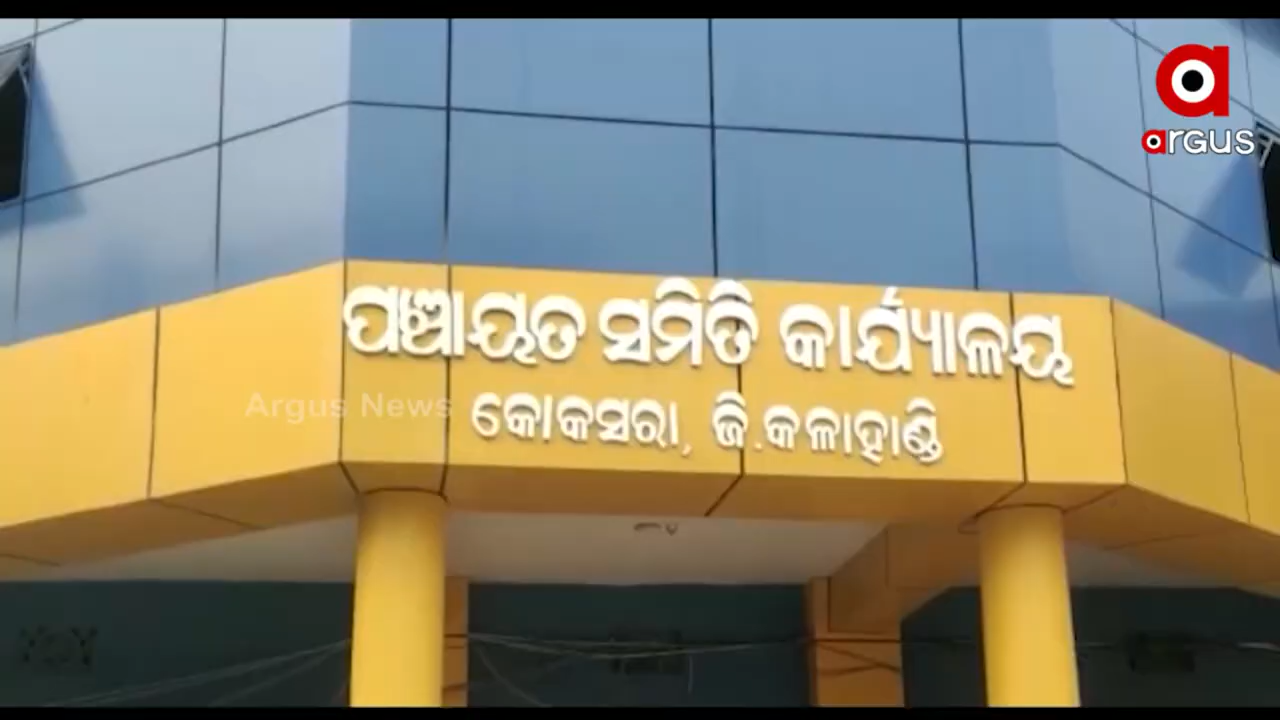 argus
ପଞ୍ଚାୟତ ସମିତି କାର୍ଯ୍ୟାଳୟ
Argus News
କୋକସରା, ଜି.କଳାହାଣ୍ଡି